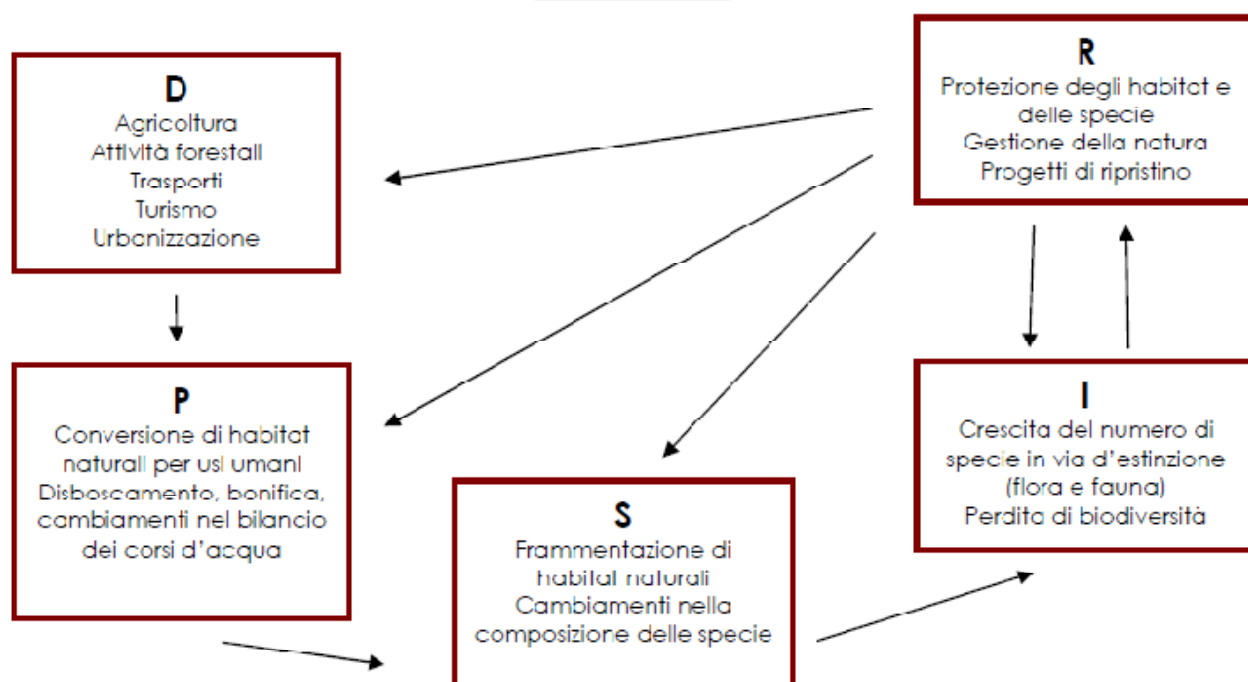 D
Agricoltura
Attività forestali
Trasporti
Turismo
Urbanizzazione
R
Protezione degli habitat e
delle specie
Gestione della natura
Progetti di ripristino
P
Conversione di habitat
naturali per usi umani
Disboscamento, bonifica,
cambiamenti nel bilancio
dei corsi d'acqua
S
Frammentazione di
habitat naturali
Cambiamenti nella
composizione delle specie
I
Crescita del numero di
specie in via d'estinzione
(flora e fauna)
Perdita di biodiversità